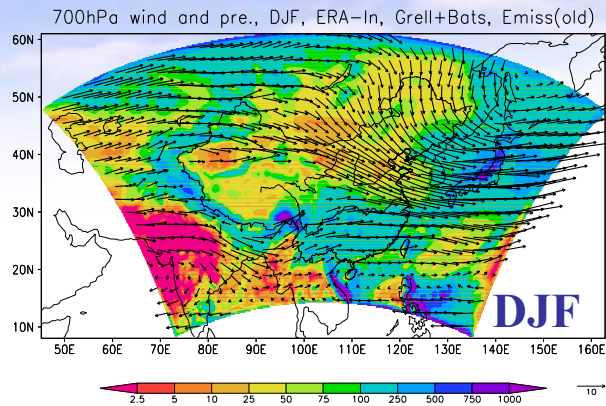 700hPa wind and pre., DJF, ERA-In, Grell+Bats, Emiss(old)
60N
50N
40N
30N
20N
10N
DJF
50E 60E 70E 80E 90E 100E 110E 120E 130E 140E 150E 160E
2.5 5 10 25 50 75 100 250 500 750 1000
10